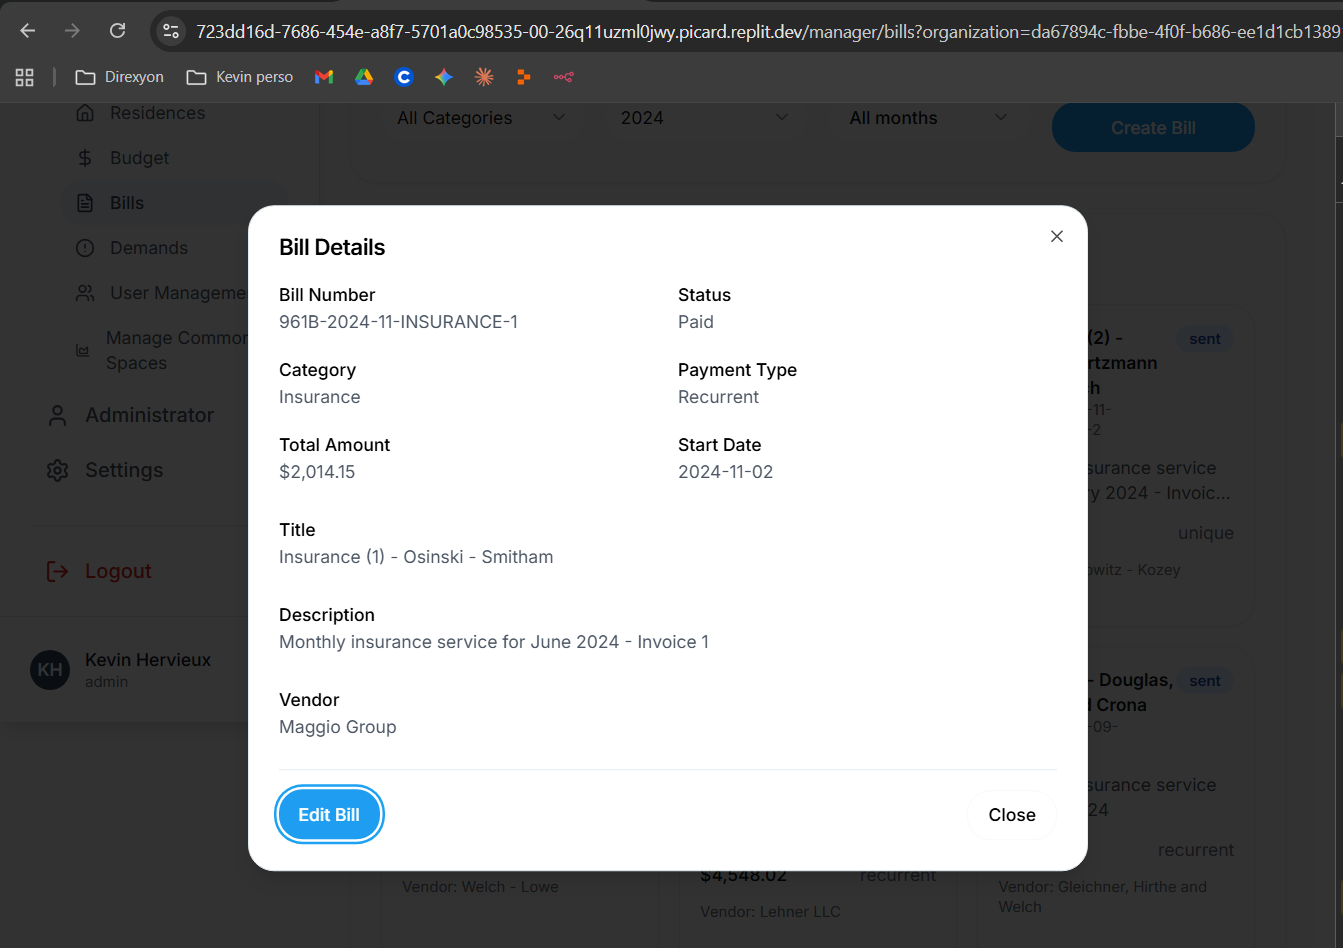 723dd16d-7686-454e-a8f7-5701a0c98535-00-26q11uzml0jwy.picard.replit.dev/manager/bills?organization=da67894c-fbbe-4f0f-b686-ee1d1cb1389
Direxyon
Kevin perso
Residences
Budget
Bills
Demands
User Manageme
Manage Common
Spaces
Administrator
Settings
Logout
KH
Kevin Hervieux
admin
All Categories
2024
All months
Create Bill
Bill Details
Bill Number
961B-2024-11-INSURANCE-1
Status
Paid
Category
Insurance
Payment Type
Recurrent
Total Amount
$2,014.15
Start Date
2024-11-02
Title
Insurance (1) - Osinski - Smitham
Description
Monthly insurance service for June 2024 - Invoice 1
Vendor
Maggio Group
Edit Bill
Close
(2) -
sent
rtzmann
h
-11-
-2
surance service
y 2024 - Invoic...
unique
owitz - Kozey
- Douglas,
sent
d Crona
-09-
surance service
24
recurrent
Vendor: Gleichner, Hirthe and
Welch
Vendor: Welch - Lowe
$4,548.02
recurrent
Vendor: Lehner LLC